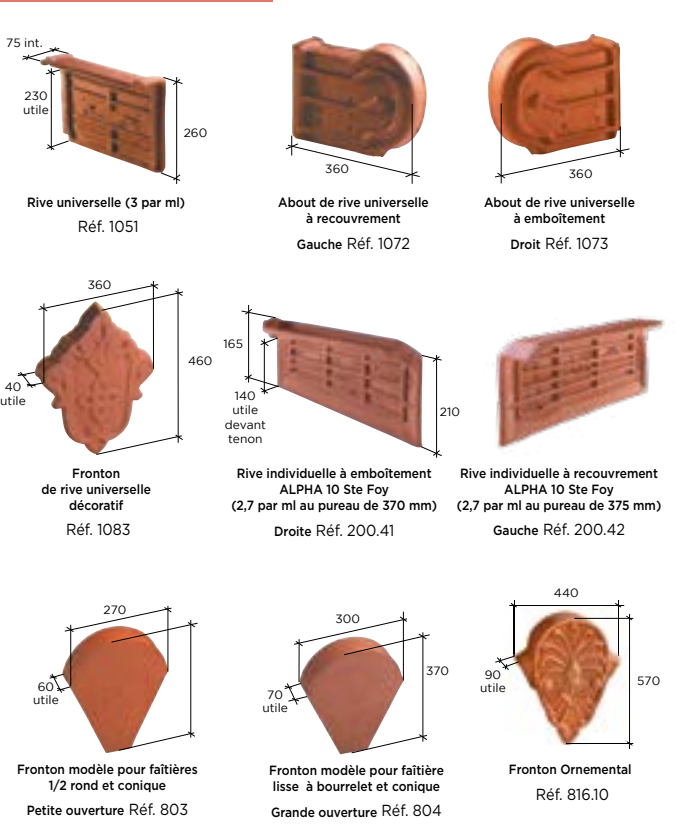 75 int.
230
utile
260
360
360
Rive universelle (3 par ml)
Réf. 1051
About de rive universelle
à recouvrement
Gauche Réf. 1072
About de rive universelle
à emboîtement
Droit Réf. 1073
360
460
40
utile
165
140
utile
devant
tenon
210
Fronton
de rive universelle
décoratif
Réf. 1083
Rive individuelle à emboîtement
ALPHA 10 Ste Foy
(2,7 par ml au pureau de 370 mm)
Droite Réf. 200.41
Rive individuelle à recouvrement
ALPHA 10 Ste Foy
(2,7 par ml au pureau de 375 mm)
Gauche Réf. 200.42
270
60
utile
300
370
70
utile
440
570
90
utile
Fronton modèle pour faîtières
1/2 rond et conique
Petite ouverture Réf. 803
Fronton modèle pour faîtière
lisse à bourrelet et conique
Grande ouverture Réf. 804
Fronton Ornemental
Réf. 816.10